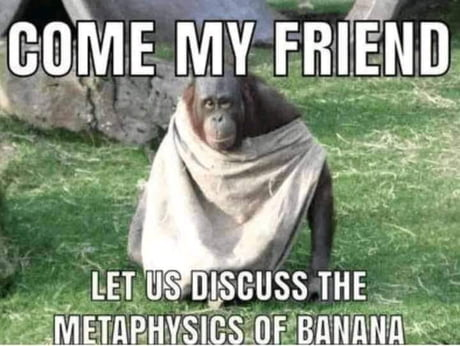 COME MY FRIEND
LET US DISCUSS THE
METAPHYSICS OF BANANA